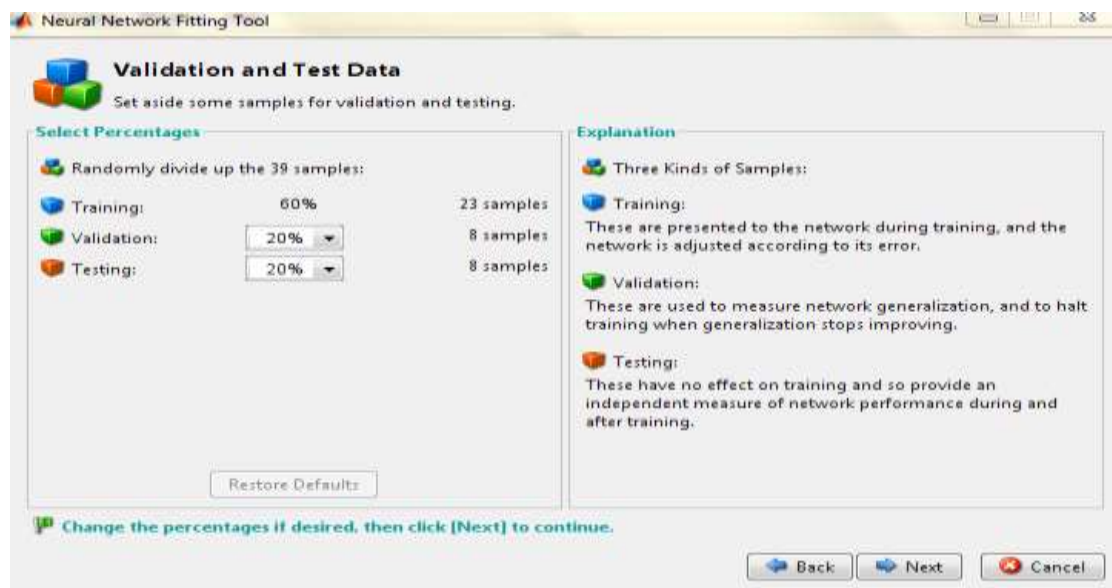 Neural Network Fitting Tool
Validation and Test Data
Set aside some samples for validation and testing.
Select Percentages
Randomly divide up the 39 samples:
Training: 60% 23 samples
Validation: 20% 8 samples
Testing: 20% 8 samples
Restore Defaults
Explanation
Three Kinds of Samples:
Training:
These are presented to the network during training, and the
network is adjusted according to its error.
Validation:
These are used to measure network generalization, and to halt
training when generalization stops improving.
Testing:
These have no effect on training and so provide an
independent measure of network performance during and
after training.
Change the percentages if desired, then click [Next] to continue.
Back Next Cancel